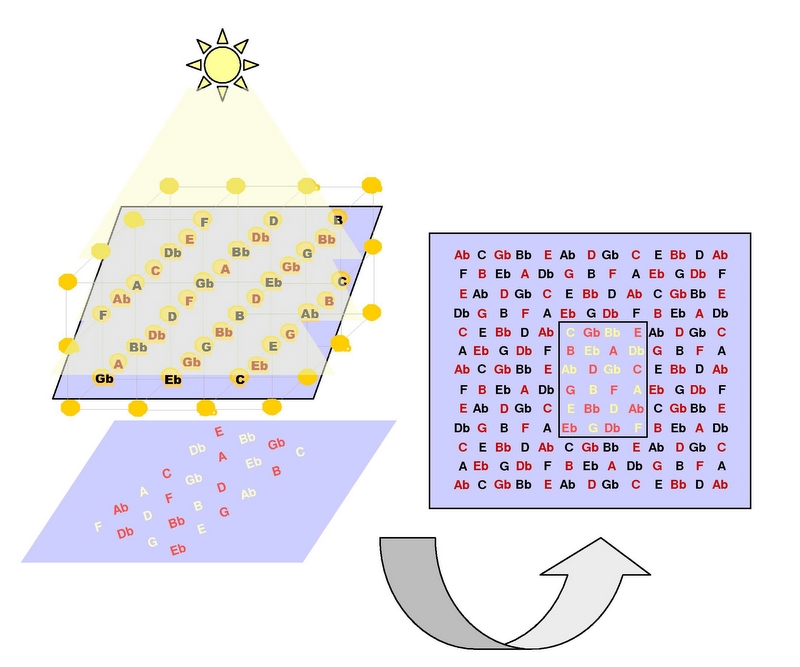 F D B
E Db Bb
Db Bb G
C A Gb
A Gb Eb C
Ab F D B
F D B Ab
Db Bb G
Bb G E
A Gb Eb
Gb Eb C
E
Db Bb Gb C
C A Eb B
A Gb D Ab
Ab F B
F D Bb G
Db E
G Eb
Ab C Gb Bb E Ab D Gb C E Bb D Ab
F B Eb A Db G B F A Eb G Db F
E Ab D Gb C E Bb D Ab C Gb Bb E
Db G B F A Eb G Db F B Eb A Db
C E Bb D Ab C Gb Bb E Ab D Gb C
A Eb G Db F B Eb A Db G B F A
Ab C Gb Bb E Ab D Gb C E Bb D Ab
F B Eb A Db G B F A Eb G Db F
E Ab D Gb C E Bb D Ab C Gb Bb E
Db G B F A Eb G Db F B Eb A Db
C E Bb D Ab C Gb Bb E Ab D Gb C
A Eb G Db F B Eb A Db G B F A
Ab C Gb Bb E Ab D Gb C E Bb D Ab